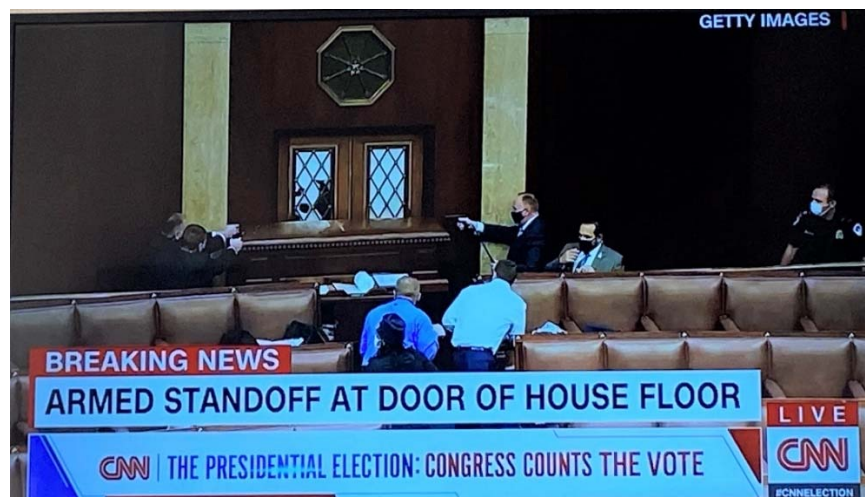 GETTY IMAGES
BREAKING NEWS
ARMED STANDOFF AT DOOR OF HOUSE FLOOR
CNN | THE PRESIDENTIAL ELECTION: CONGRESS COUNTS THE VOTE
LIVE
CNN
#CNNELECTION